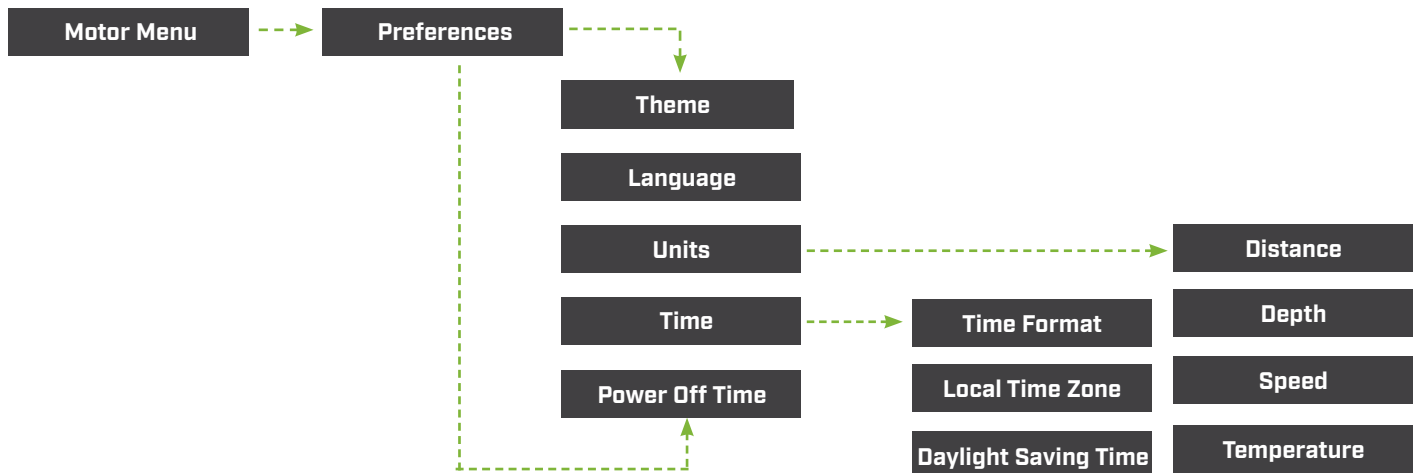 Motor Menu
Preferences
Theme
Language
Units
Time
Power Off Time
Time Format
Local Time Zone
Daylight Saving Time
Distance
Depth
Speed
Temperature